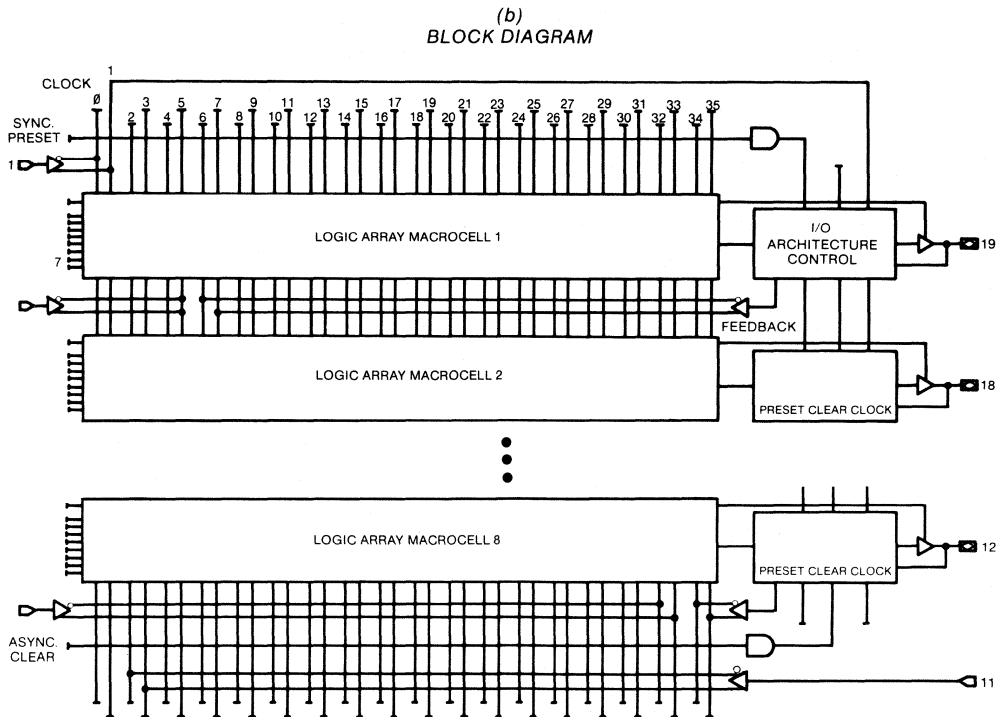 (b)
BLOCK DIAGRAM
CLOCK
1
Ø
3 5 7 9 11 13 15 17 19 21 23 25 27 29 31 33 35
2 4 6 8 10 12 14 16 18 20 22 24 26 28 30 32 34
SYNC.
PRESET
1
LOGIC ARRAY MACROCELL 1
I/O
ARCHITECTURE
CONTROL
19
7
FEEDBACK
LOGIC ARRAY MACROCELL 2
PRESET CLEAR CLOCK
18
LOGIC ARRAY MACROCELL 8
PRESET CLEAR CLOCK
12
ASYNC.
CLEAR
11